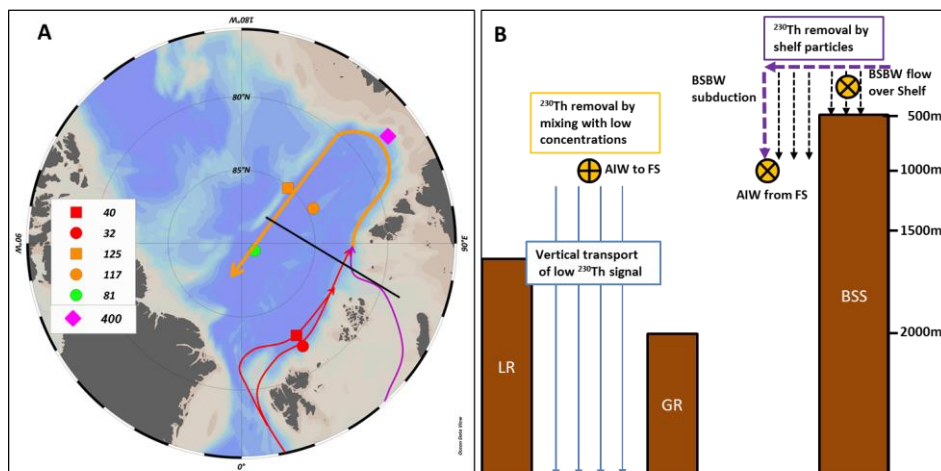 A
180°W
80°N
85°N
90°W
90°E
0°
40
32
125
117
81
400
Ocean Data View
B
²³⁰Th removal by
shelf particles
BSBW
subduction
BSBW flow
over Shelf
²³⁰Th removal by
mixing with low
concentrations
AIW to FS
AIW from FS
Vertical transport
of low ²³⁰Th signal
500m
1000m
1500m
2000m
LR
GR
BSS